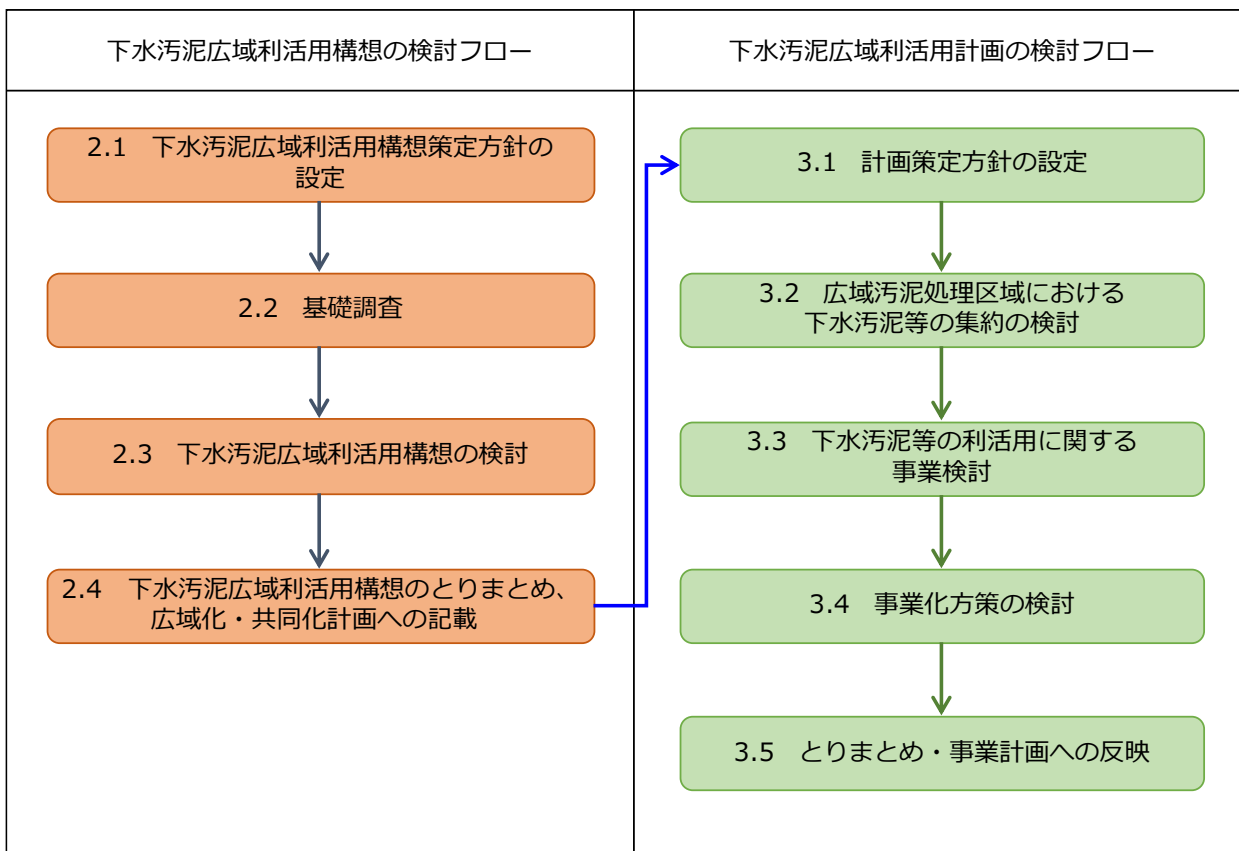 下水汚泥広域利活用構想の検討フロー
2.1　下水汚泥広域利活用構想策定方針の
設定
2.2　基礎調査
2.3　下水汚泥広域利活用構想の検討
2.4　下水汚泥広域利活用構想のとりまとめ、
広域化・共同化計画への記載
下水汚泥広域利活用計画の検討フロー
3.1　計画策定方針の設定
3.2　広域汚泥処理区域における
下水汚泥等の集約の検討
3.3　下水汚泥等の利活用に関する
事業検討
3.4　事業化方策の検討
3.5　とりまとめ・事業計画への反映